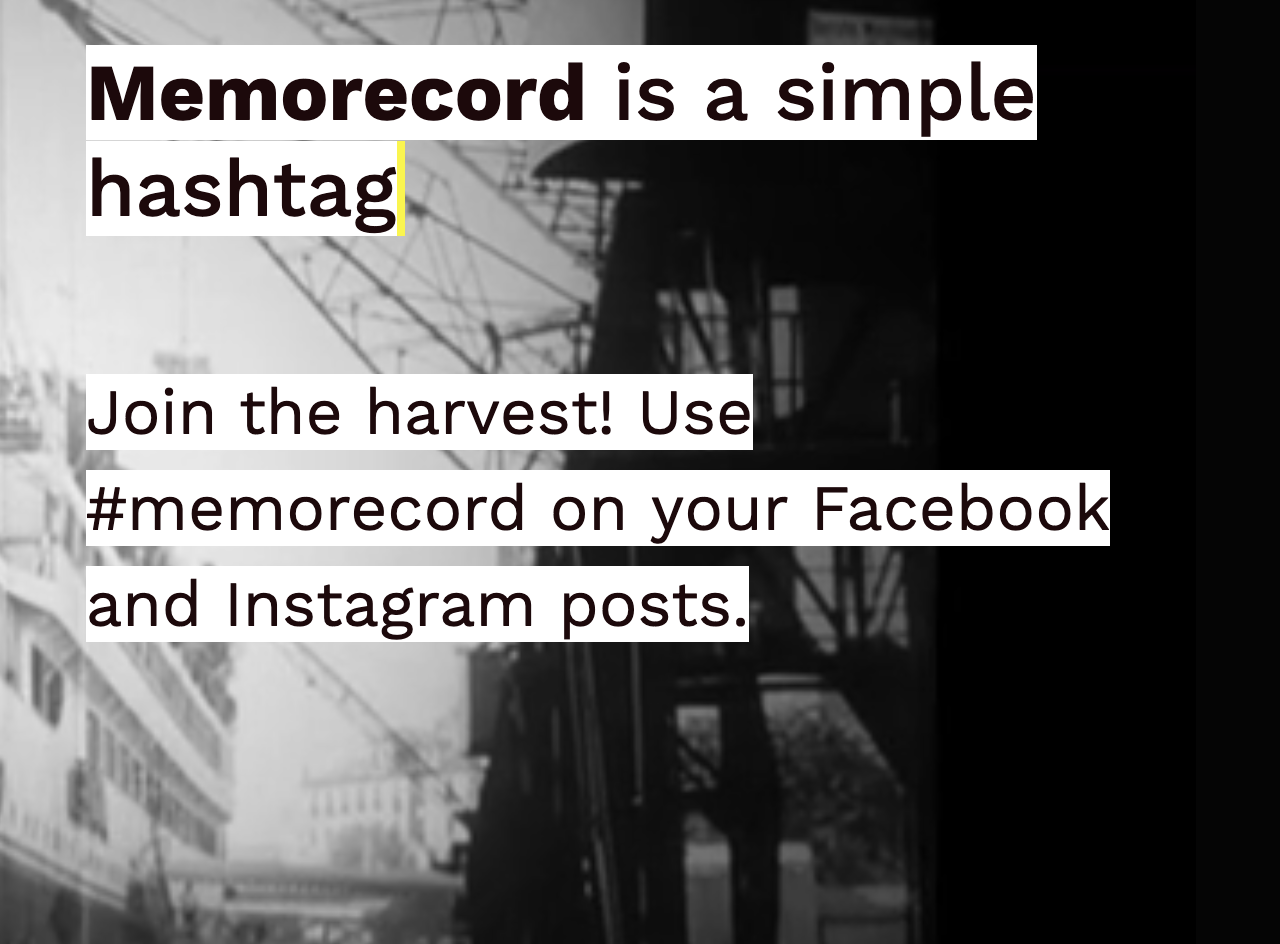 Memorecord is a simple
hashtag
Join the harvest! Use
#memorecord on your Facebook
and Instagram posts.